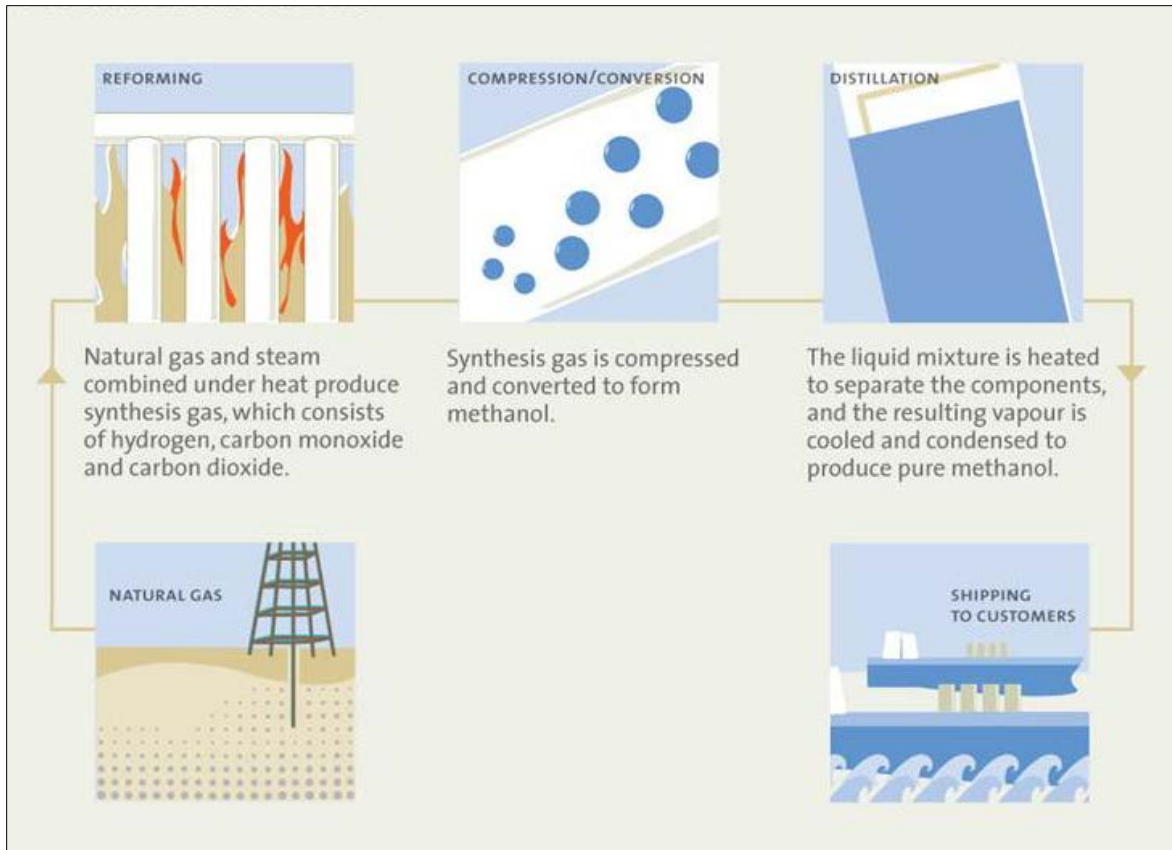 REFORMING
Natural gas and steam
combined under heat produce
synthesis gas, which consists
of hydrogen, carbon monoxide
and carbon dioxide.
COMPRESSION/CONVERSION
Synthesis gas is compressed
and converted to form
methanol.
DISTILLATION
The liquid mixture is heated
to separate the components,
and the resulting vapour is
cooled and condensed to
produce pure methanol.
NATURAL GAS
SHIPPING
TO CUSTOMERS